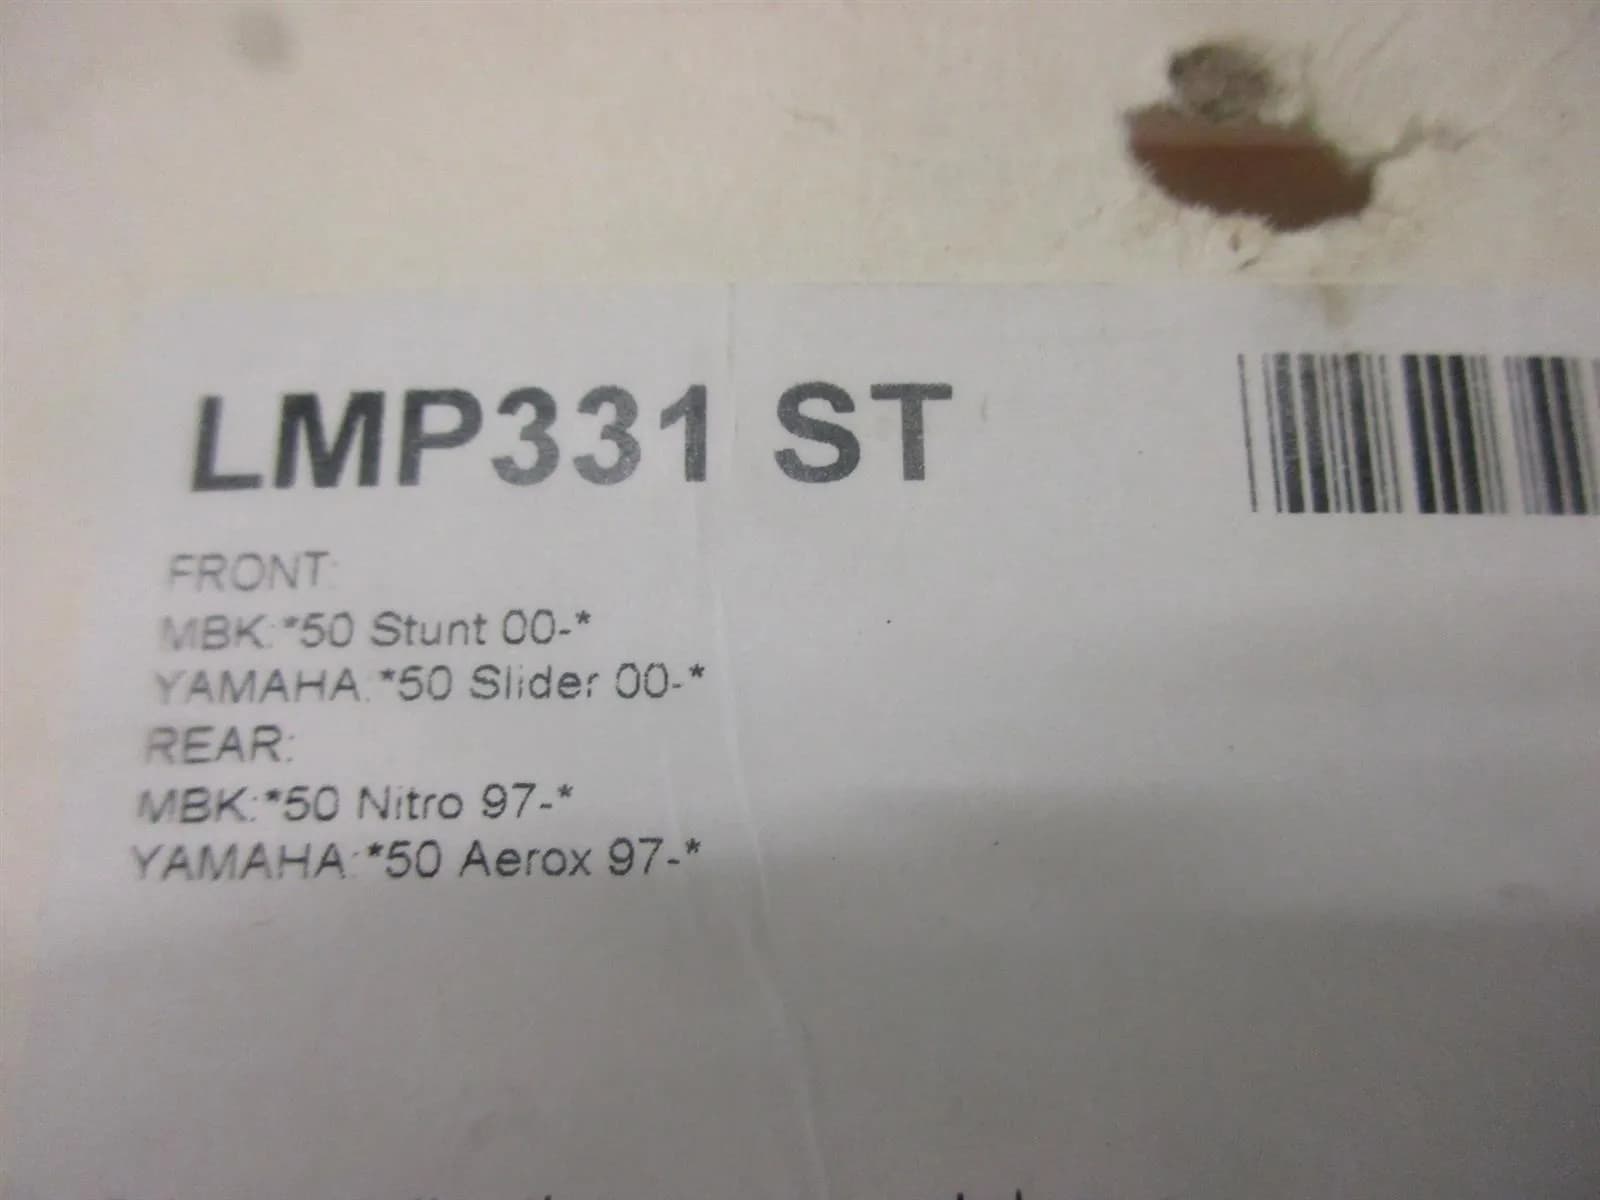 LMP331 ST
FRONT:
MBK:*50 Stunt 00-*
YAMAHA:*50 Slider 00-*
REAR:
MBK:*50 Nitro 97-*
YAMAHA:*50 Aerox 97-*